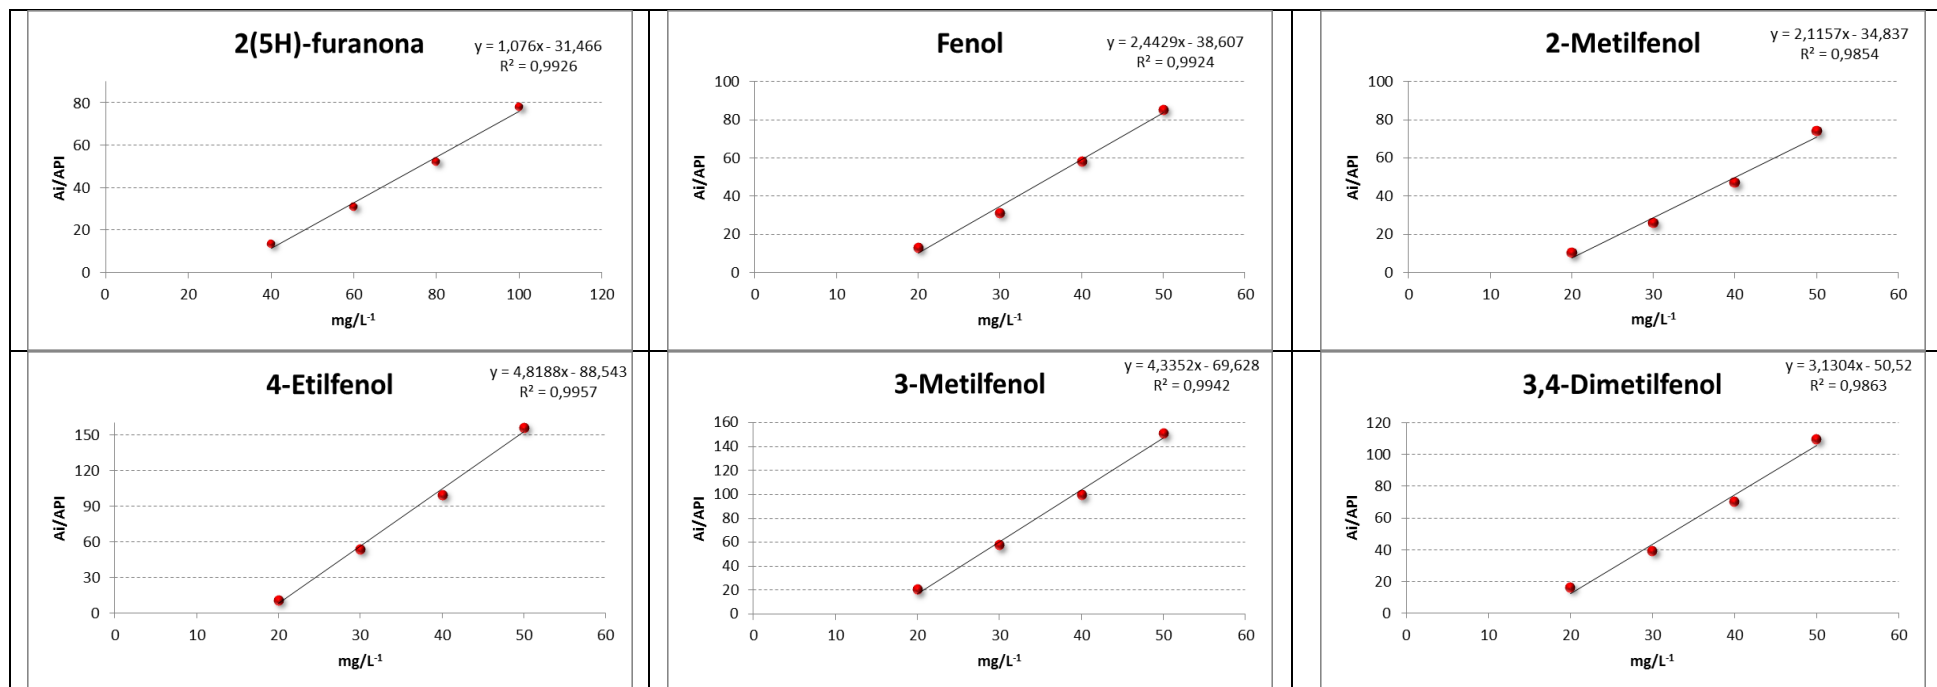 2(5H)-furanona
y = 1,076x - 31,466
R² = 0,9926
80
60
40
20
0
0 20 40 60 80 100 120
Ai/API
mg/L⁻¹
Fenol
y = 2,4429x - 38,607
R² = 0,9924
100
80
60
40
20
0
0 10 20 30 40 50 60
Ai/API
mg/L⁻¹
2-Metilfenol
y = 2,1157x - 34,837
R² = 0,9854
100
80
60
40
20
0
0 10 20 30 40 50 60
Ai/API
mg/L⁻¹
4-Etilfenol
y = 4,8188x - 88,543
R² = 0,9957
150
120
90
60
30
0
0 10 20 30 40 50 60
Ai/API
mg/L⁻¹
3-Metilfenol
y = 4,3352x - 69,628
R² = 0,9942
160
140
120
100
80
60
40
20
0
0 10 20 30 40 50 60
Ai/API
mg/L⁻¹
3,4-Dimetilfenol
y = 3,1304x - 50,52
R² = 0,9863
120
100
80
60
40
20
0
0 10 20 30 40 50 60
Ai/API
mg/L⁻¹